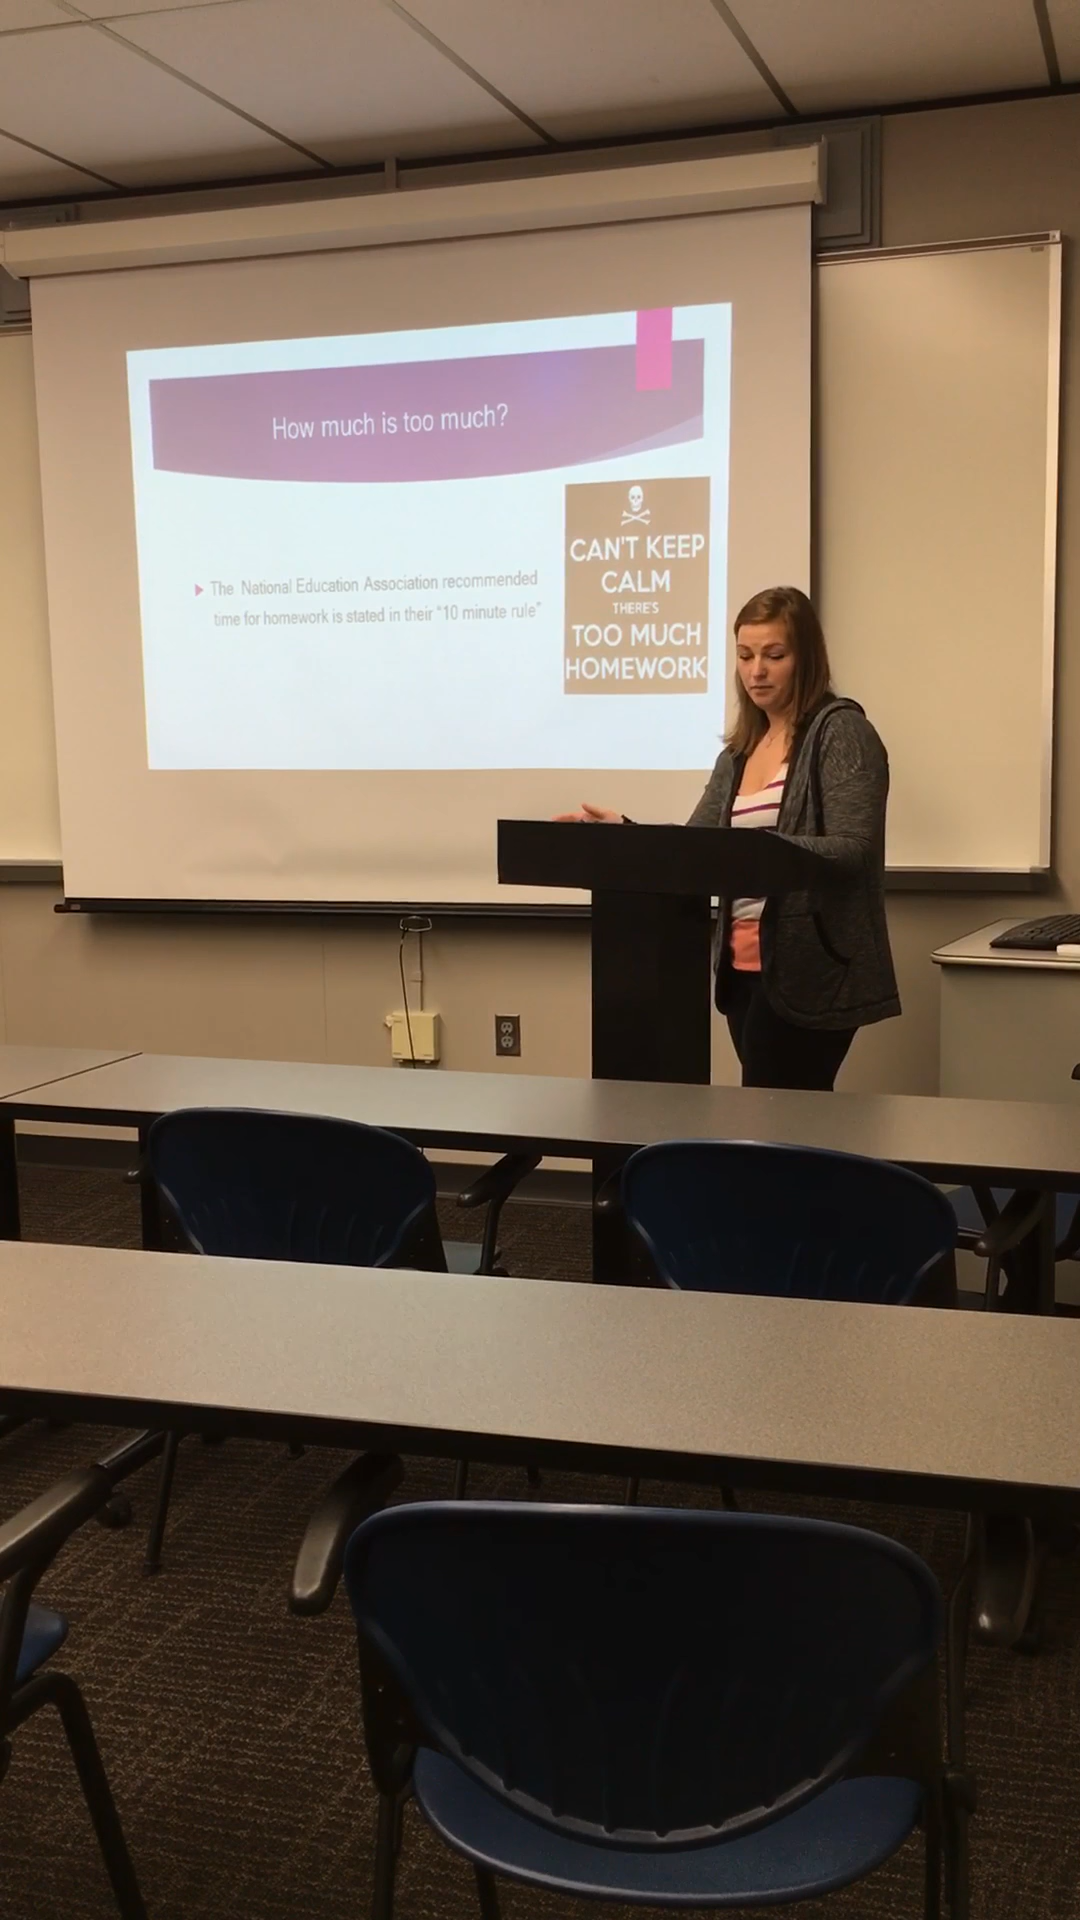 How much is too much?
The National Education Association recommended
time for homework is stated in their "10 minute rule"
CAN'T KEEP
CALM
THERE'S
TOO MUCH
HOMEWORK